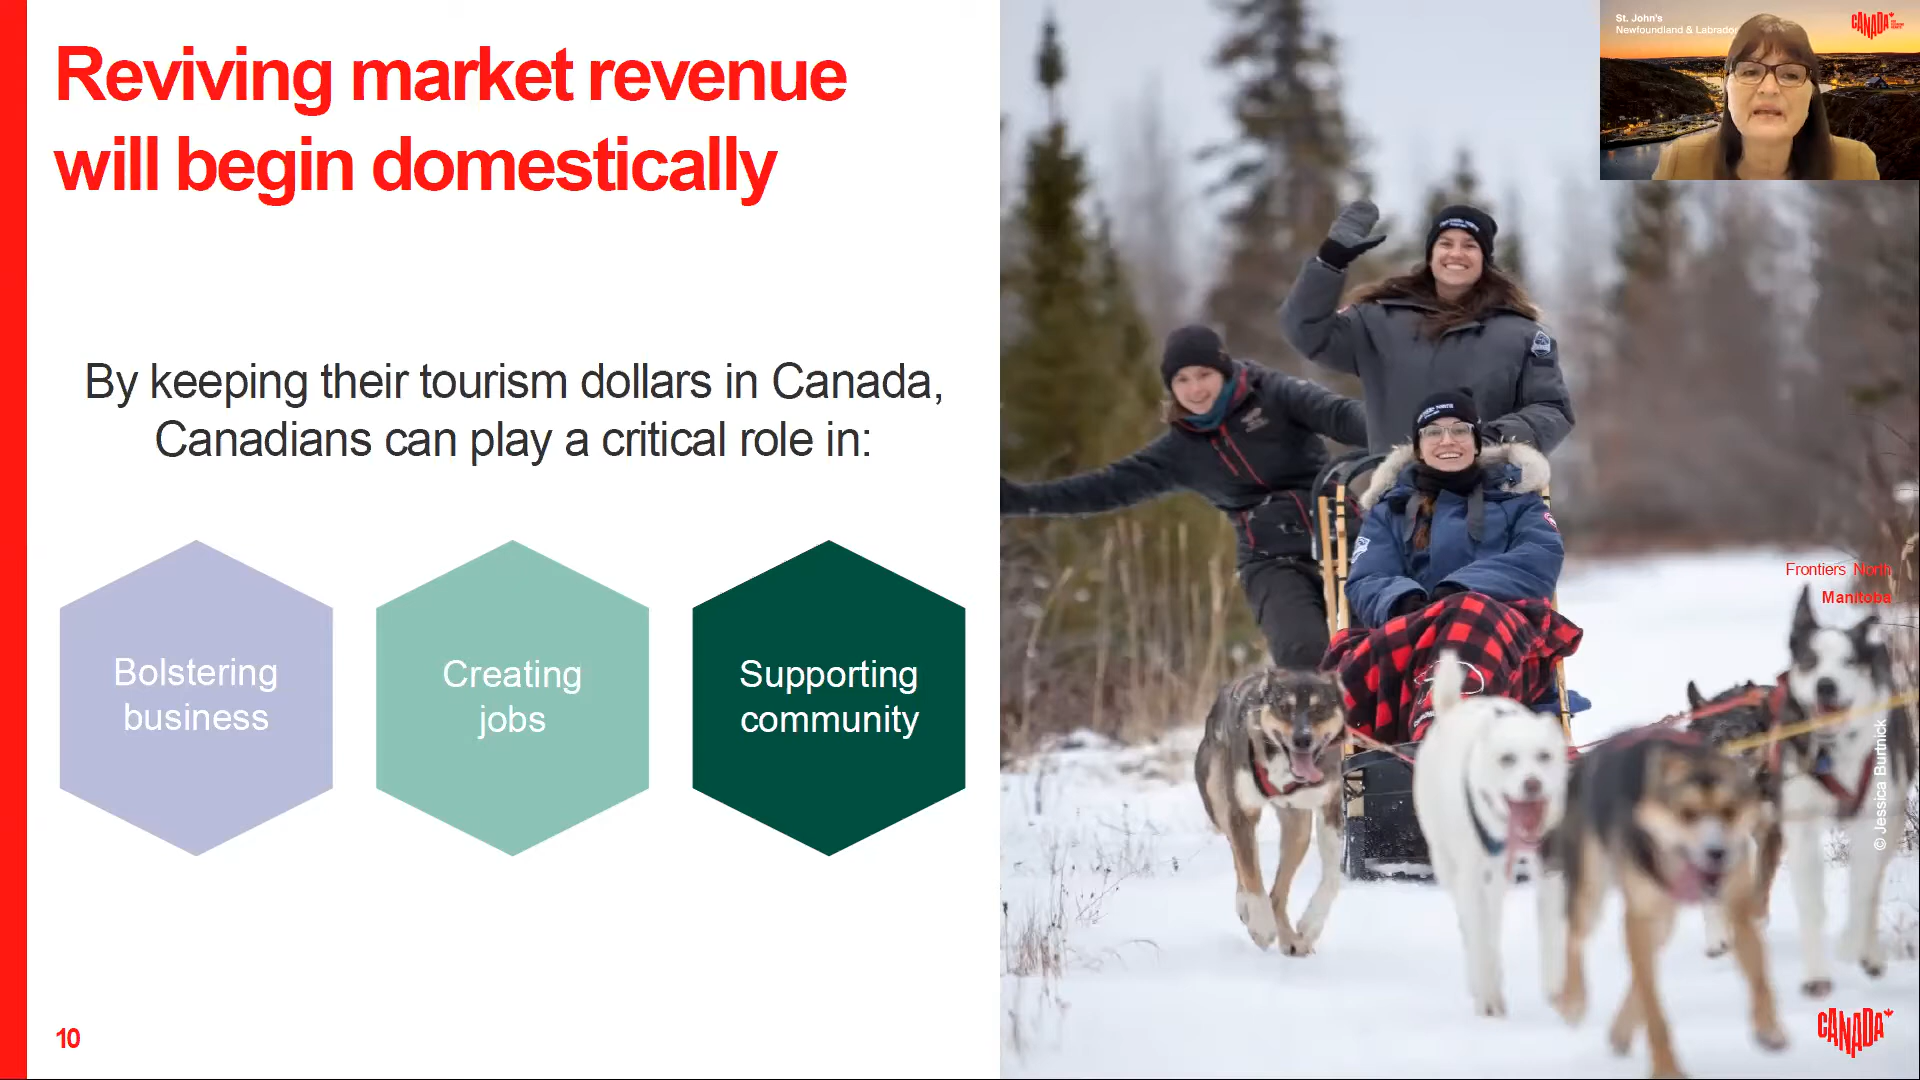 Reviving market revenue
will begin domestically
By keeping their tourism dollars in Canada,
Canadians can play a critical role in:
Bolstering
business
Creating
jobs
Supporting
community
10
St. John's
Newfoundland & Labrador
CANADA
Frontiers North
Manitoba
© Jessica Burtnick
CANADA